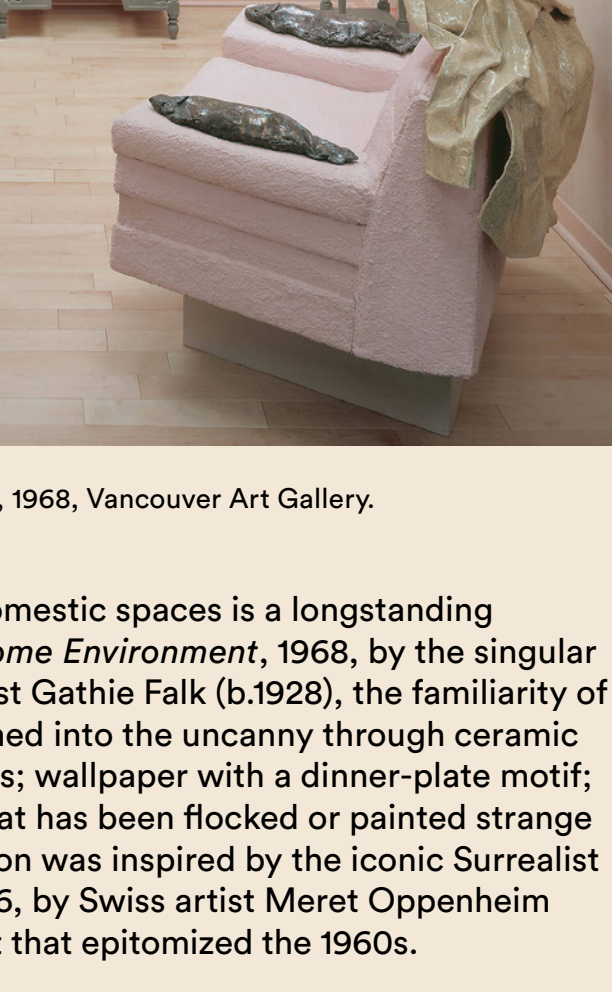 , 1968, Vancouver Art Gallery.
omestic spaces is a longstanding
ome Environment, 1968, by the singular
st Gathie Falk (b.1928), the familiarity of
ned into the uncanny through ceramic
s; wallpaper with a dinner-plate motif;
at has been flocked or painted strange
on was inspired by the iconic Surrealist
6, by Swiss artist Meret Oppenheim
t that epitomized the 1960s.